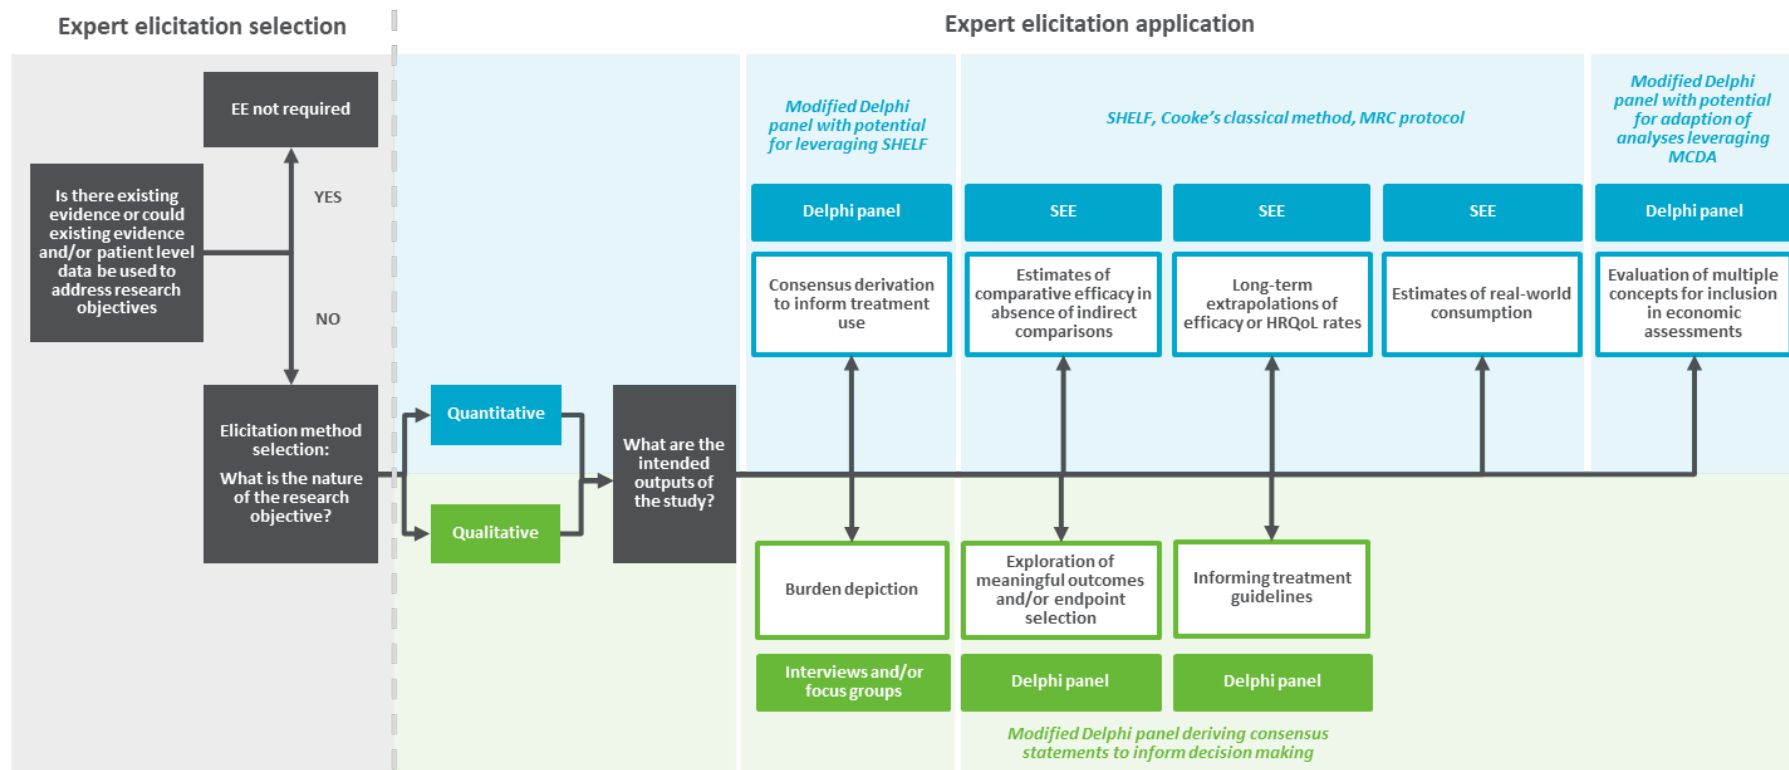 Expert elicitation selection
Expert elicitation application
EE not required
Is there existing
evidence or could
existing evidence
and/or patient level
data be used to
address research
objectives
YES
NO
Elicitation method
selection:
What is the nature
of the research
objective?
Quantitative
Qualitative
What are the
intended
outputs of
the study?
Modified Delphi
panel with potential
for leveraging SHELF
SHELF, Cooke's classical method, MRC protocol
Modified Delphi
panel with potential
for adaption of
analyses leveraging
MCDA
Delphi panel
SEE
SEE
SEE
Delphi panel
Consensus derivation
to inform treatment
use
Estimates of
comparative efficacy in
absence of indirect
comparisons
Long-term
extrapolations of
efficacy or HRQoL rates
Estimates of real-world
consumption
Evaluation of multiple
concepts for inclusion
in economic
assessments
Burden depiction
Exploration of
meaningful outcomes
and/or endpoint
selection
Informing treatment
guidelines
Interviews and/or
focus groups
Delphi panel
Delphi panel
Modified Delphi panel deriving consensus
statements to inform decision making